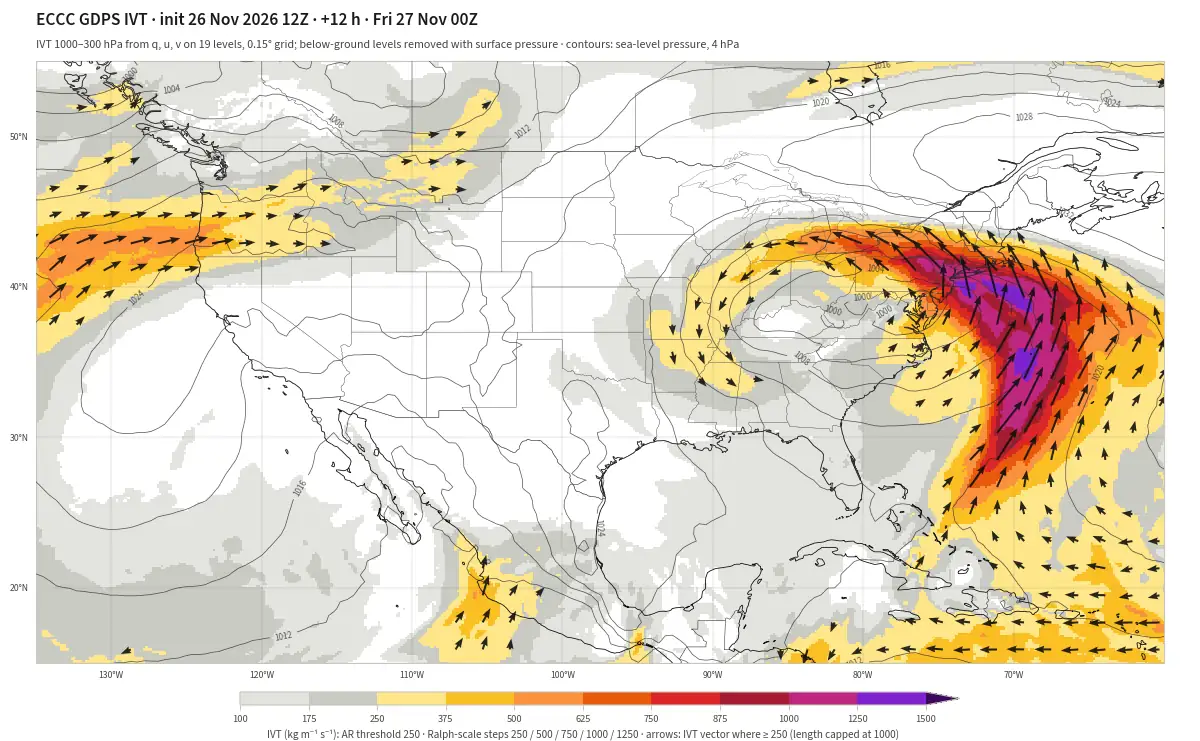 ECCC GDPS IVT · init 26 Nov 2026 12Z · +12 h · Fri 27 Nov 00Z
IVT 1000–300 hPa from q, u, v on 19 levels, 0.15° grid; below-ground levels removed with surface pressure · contours: sea-level pressure, 4 hPa
1016
1004
1020
1024
1008
1012
1028
50°N
1024
40°N
1000
1000
1008
1020
30°N
1016
1024
20°N
1012
1012
130°W 120°W 110°W 100°W 90°W 80°W 70°W
100 175 250 375 500 625 750 875 1000 1250 1500
IVT (kg m⁻¹ s⁻¹): AR threshold 250 · Ralph-scale steps 250 / 500 / 750 / 1000 / 1250 · arrows: IVT vector where ≥ 250 (length capped at 1000)